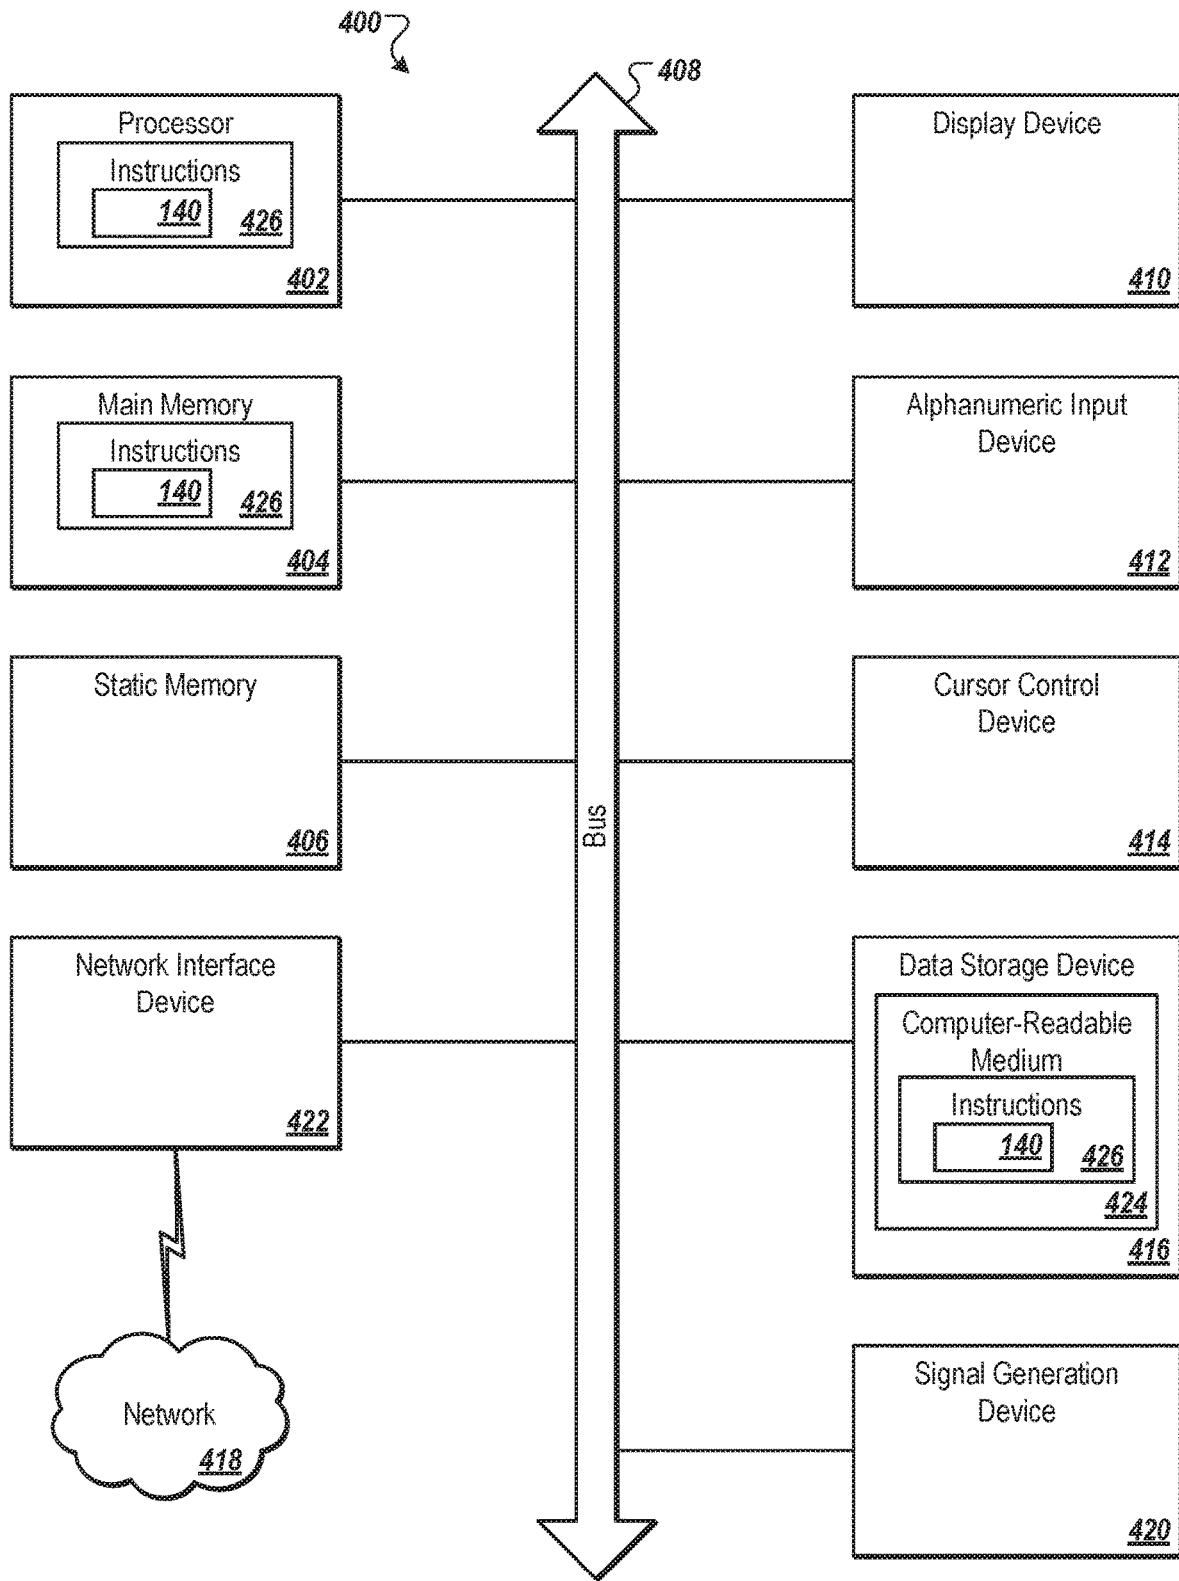 400
408
Processor
Instructions
140
426
402
Display Device
410
Main Memory
Instructions
140
426
404
Alphanumeric Input
Device
412
Static Memory
406
Bus
Cursor Control
Device
414
Network Interface
Device
422
Data Storage Device
Computer-Readable
Medium
Instructions
140
426
424
416
Network
418
Signal Generation
Device
420